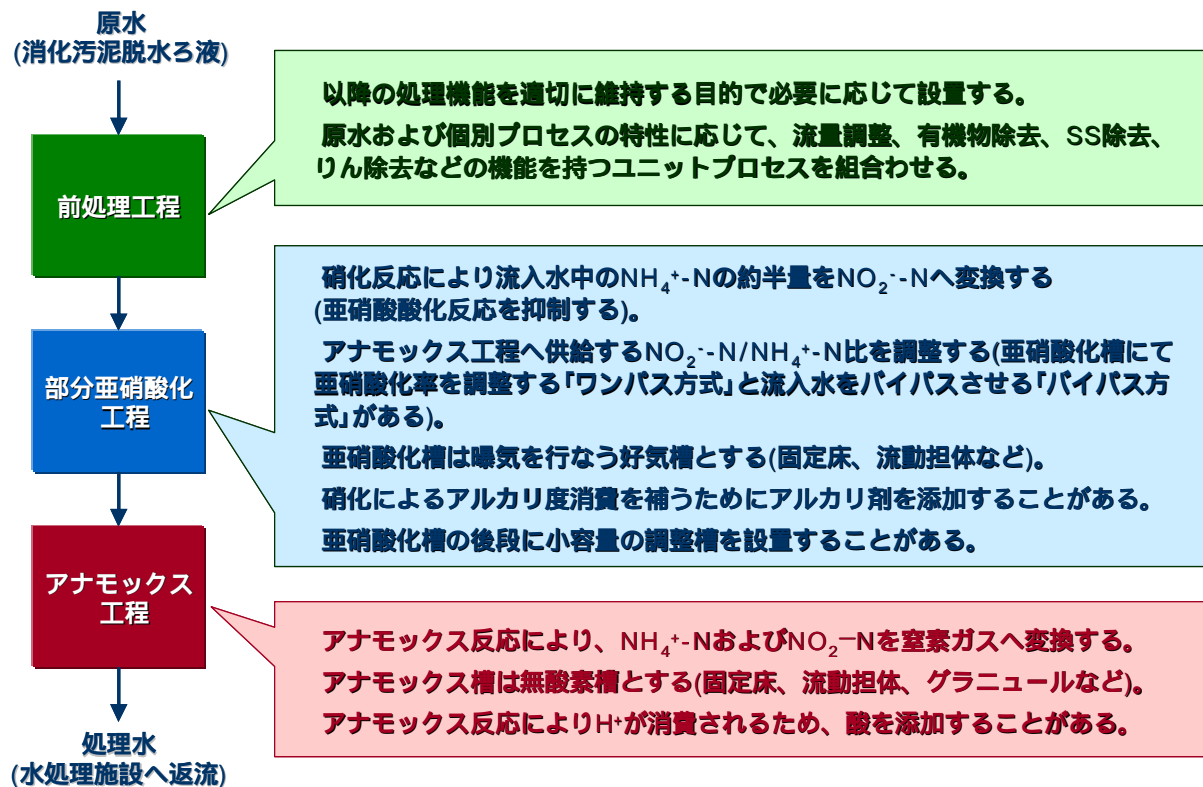 原水
(消化汚泥脱水ろ液)
以降の処理機能を適切に維持する目的で必要に応じて設置する。
原水および個別プロセスの特性に応じて、流量調整、有機物除去、SS除去、
りん除去などの機能を持つユニットプロセスを組合わせる。
前処理工程
硝化反応により流入水中のNH₄⁺-Nの約半量をNO₂⁻-Nへ変換する
(亜硝酸酸化反応を抑制する)。
アナモックス工程へ供給するNO₂⁻-N/NH₄⁺-N比を調整する(亜硝酸化槽にて
亜硝酸化率を調整する「ワンパス方式」と流入水をバイパスさせる「バイパス方
式」がある)。
亜硝酸化槽は曝気を行なう好気槽とする(固定床、流動担体など)。
硝化によるアルカリ度消費を補うためにアルカリ剤を添加することがある。
亜硝酸化槽の後段に小容量の調整槽を設置することがある。
部分亜硝酸化
工程
アナモックス
工程
アナモックス反応により、NH₄⁺-NおよびNO₂—Nを窒素ガスへ変換する。
アナモックス槽は無酸素槽とする(固定床、流動担体、グラニュールなど)。
アナモックス反応によりH⁺が消費されるため、酸を添加することがある。
処理水
(水処理施設へ返流)